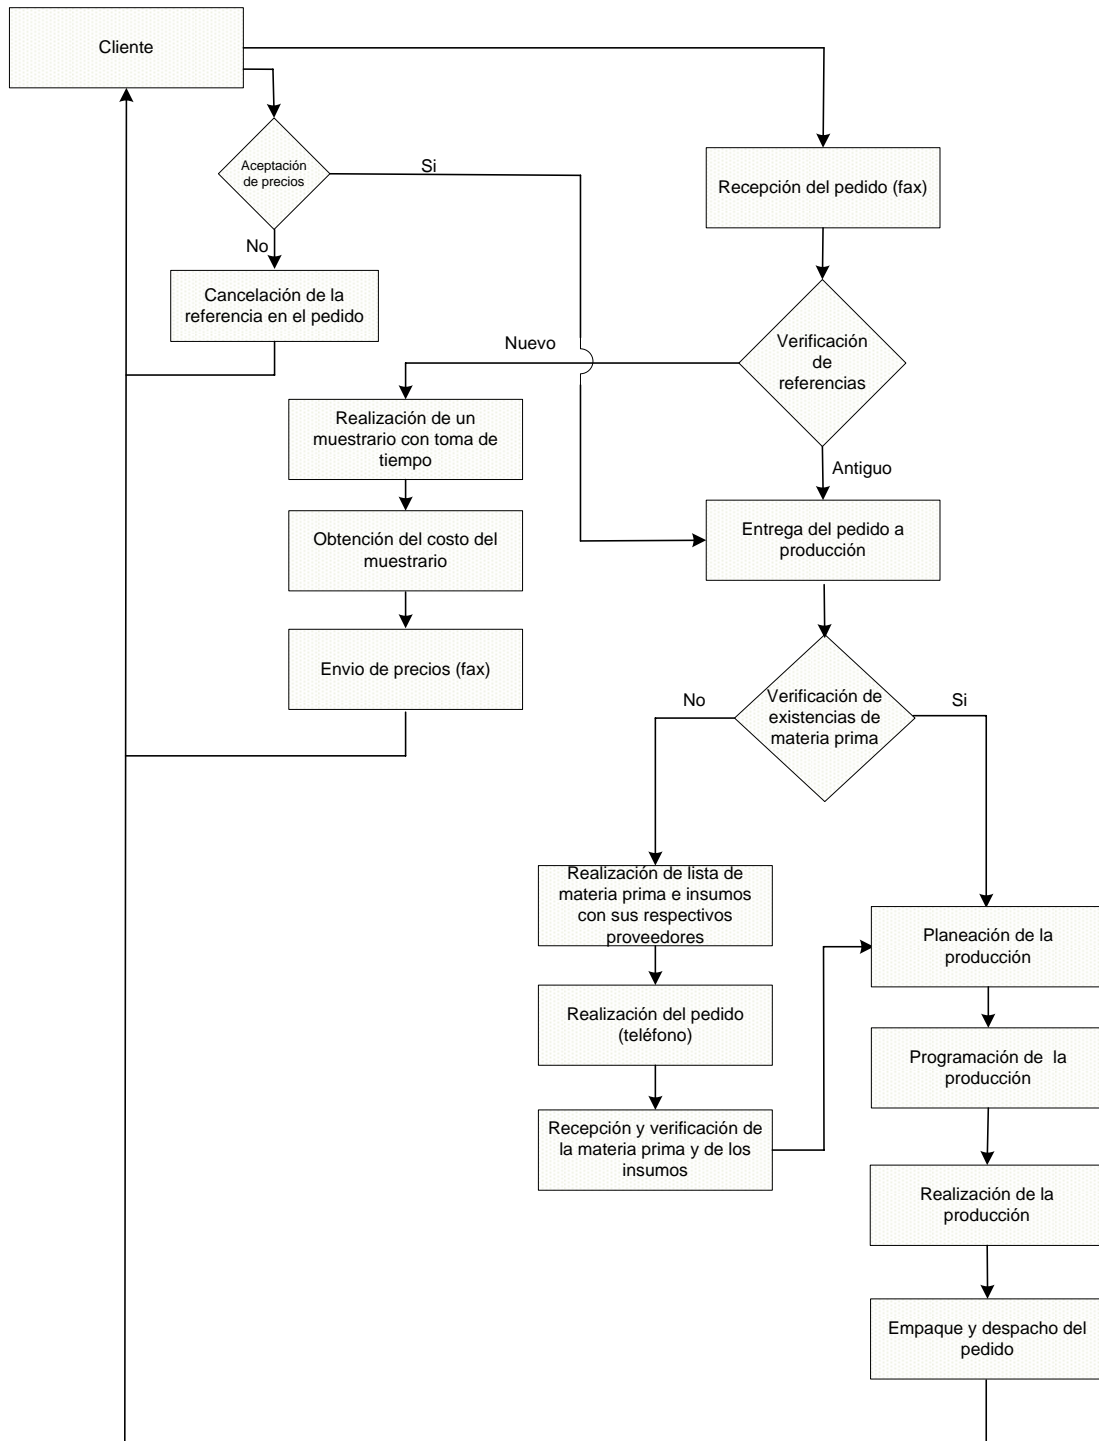 Cliente
Aceptación
de precios
Si
Recepción del pedido (fax)
No
Cancelación de la
referencia en el pedido
Nuevo
Verificación
de
referencias
Realización de un
muestrario con toma de
tiempo
Antiguo
Obtención del costo del
muestrario
Entrega del pedido a
producción
Envio de precios (fax)
No
Verificación de
existencias de
materia prima
Si
Realización de lista de
materia prima e insumos
con sus respectivos
proveedores
Planeación de la
producción
Realización del pedido
(teléfono)
Programación de  la
producción
Recepción y verificación de
la materia prima y de los
insumos
Realización de la
producción
Empaque y despacho del
pedido